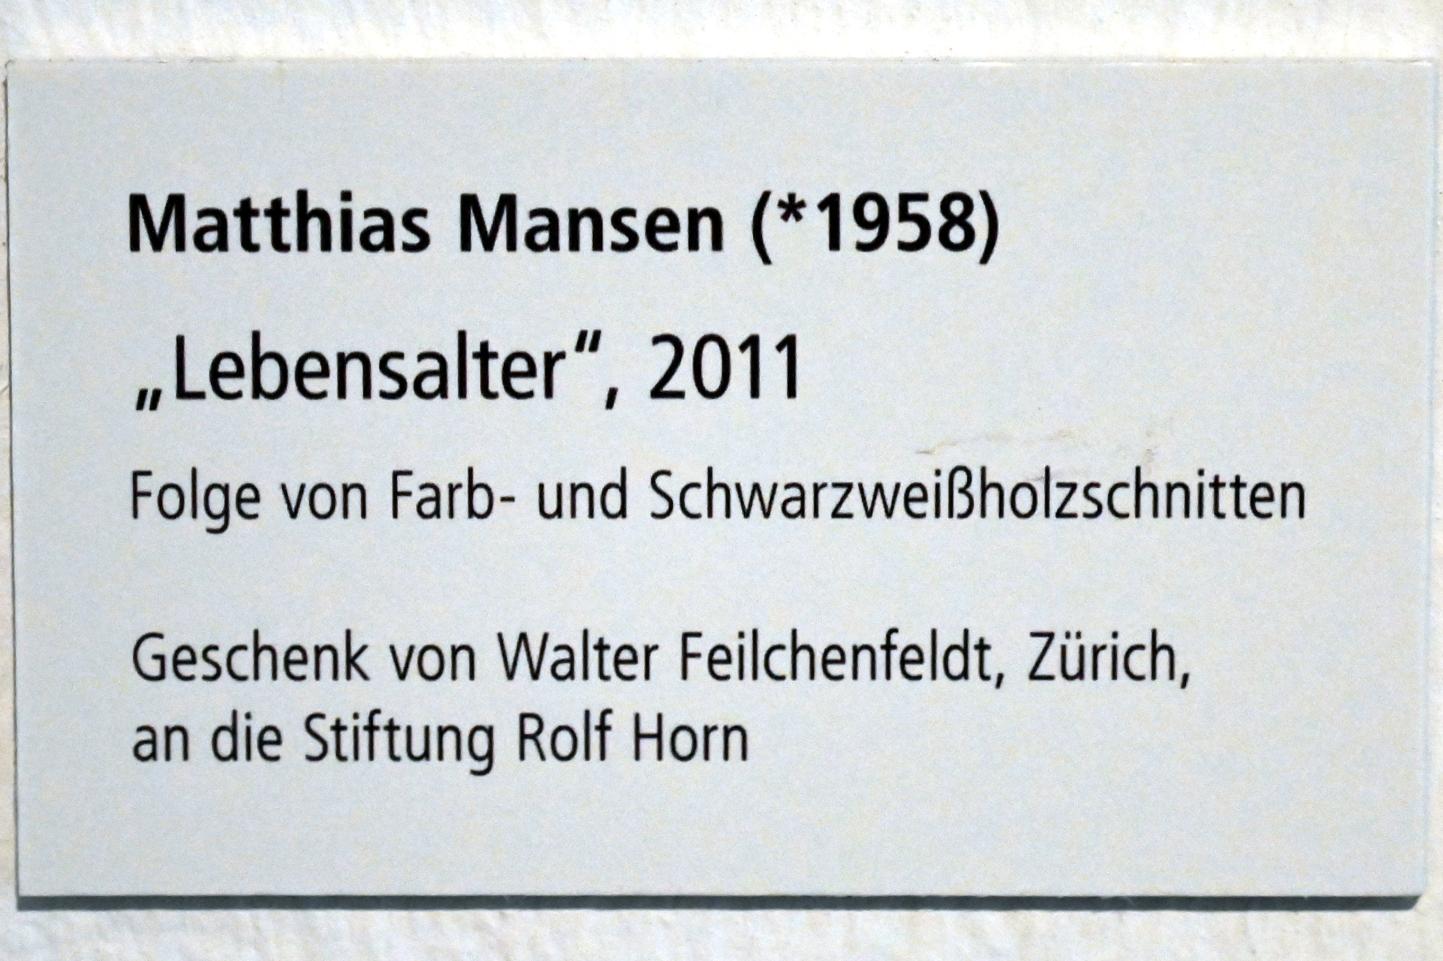 Matthias Mansen (*1958)
„Lebensalter“, 2011
Folge von Farb- und Schwarzweißholzschnitten
Geschenk von Walter Feilchenfeldt, Zürich,
an die Stiftung Rolf Horn